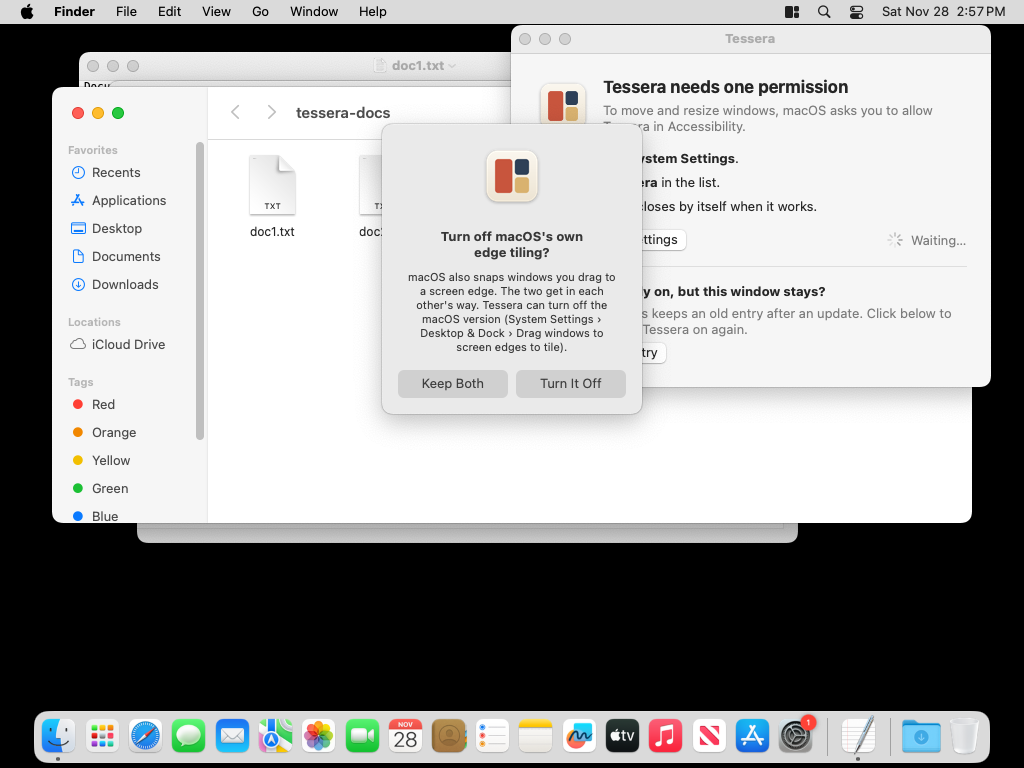 Finder File Edit View Go Window Help Sat Nov 28 2:57 PM
Tessera
doc1.txt
Tessera needs one permission
To move and resize windows, macOS asks you to allow
Tessera in Accessibility.
tessera-docs
Favorites
Recents
Applications
Desktop
Documents
Downloads
Locations
iCloud Drive
Tags
Red
Orange
Yellow
Green
Blue
TXT
doc1.txt
Turn off macOS's own
edge tiling?
macOS also snaps windows you drag to
a screen edge. The two get in each
other's way. Tessera can turn off the
macOS version (System Settings ›
Desktop & Dock › Drag windows to
screen edges to tile).
Keep Both Turn It Off
System Settings.
in the list.
closes by itself when it works.
Settings
Waiting...
on, but this window stays?
keeps an old entry after an update. Click below to
Tessera on again.
NOV
28
tv
1